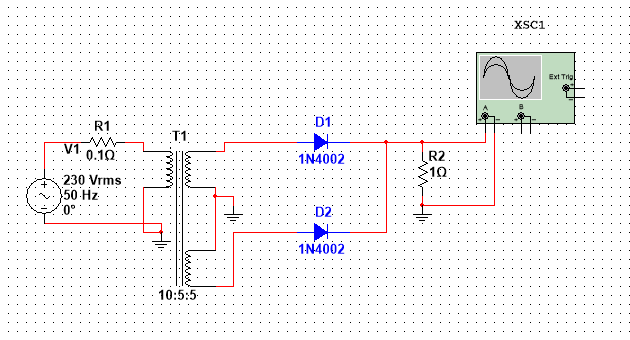 XSC1
Ext Trig
+
−
A
B
+ − + −
R1
0.1Ω
V1
230 Vrms
50 Hz
0°
T1
10:5:5
D1
1N4002
D2
1N4002
R2
1Ω